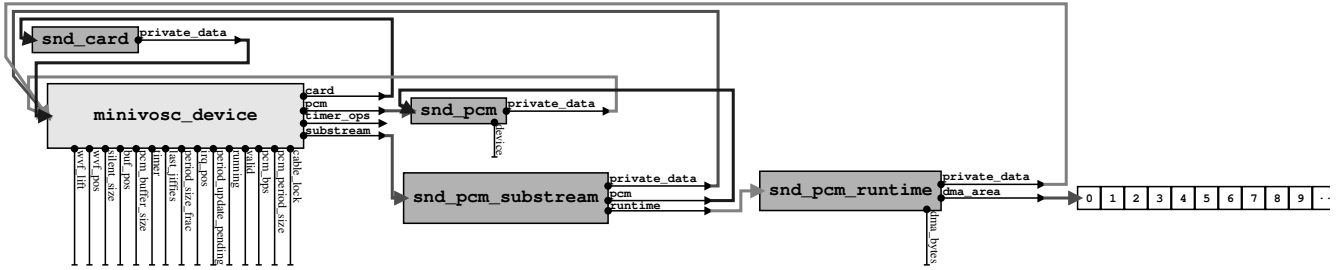 snd_card
private_data
minivosc_device
card
pcm
timer_ops
substream
wvf_lift
wvf_pos
silent_size
buf_pos
pcm_buffer_size
timer
last_jiffies
period_size_frac
irq_pos
period_update_pending
running
valid
pcm_bps
pcm_period_size
cable_lock
snd_pcm
private_data
device
snd_pcm_substream
private_data
pcm
runtime
snd_pcm_runtime
private_data
dma_area
dma_bytes
0 1 2 3 4 5 6 7 8 9 ..